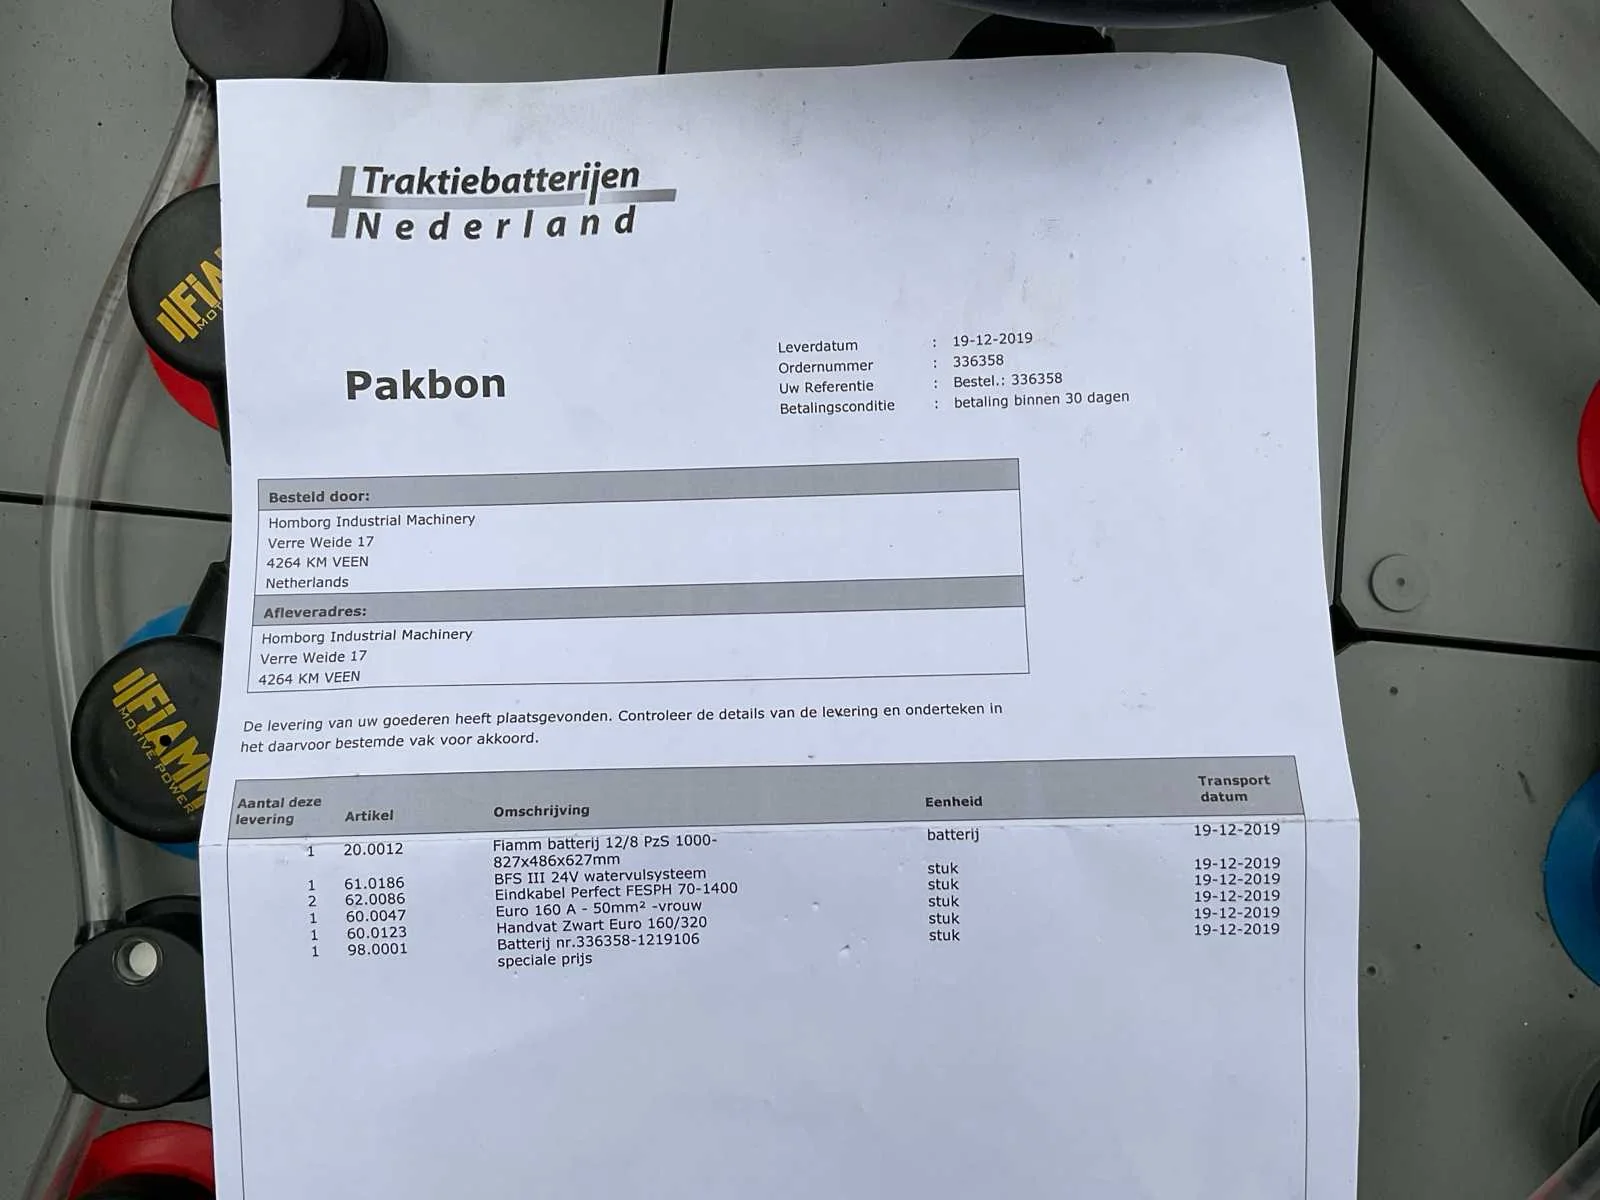 Traktiebatterijen
Nederland
Pakbon
Leverdatum : 19-12-2019
Ordernummer : 336358
Uw Referentie : Bestel.: 336358
Betalingsconditie : betaling binnen 30 dagen
Besteld door:
Homborg Industrial Machinery
Verre Weide 17
4264 KM VEEN
Netherlands
Afleveradres:
Homborg Industrial Machinery
Verre Weide 17
4264 KM VEEN
De levering van uw goederen heeft plaatsgevonden. Controleer de details van de levering en onderteken in
het daarvoor bestemde vak voor akkoord.
Aantal deze levering Artikel Omschrijving Eenheid Transport datum
1 20.0012 Fiamm batterij 12/8 PzS 1000- batterij 19-12-2019
827x486x627mm
1 61.0186 BFS III 24V watervulsysteem stuk 19-12-2019
2 62.0086 Eindkabel Perfect FESPH 70-1400 stuk 19-12-2019
1 60.0047 Euro 160 A - 50mm² -vrouw stuk 19-12-2019
1 60.0123 Handvat Zwart Euro 160/320 stuk 19-12-2019
1 98.0001 Batterij nr.336358-1219106 stuk 19-12-2019
speciale prijs
FIAMM
MOTIVE POWER